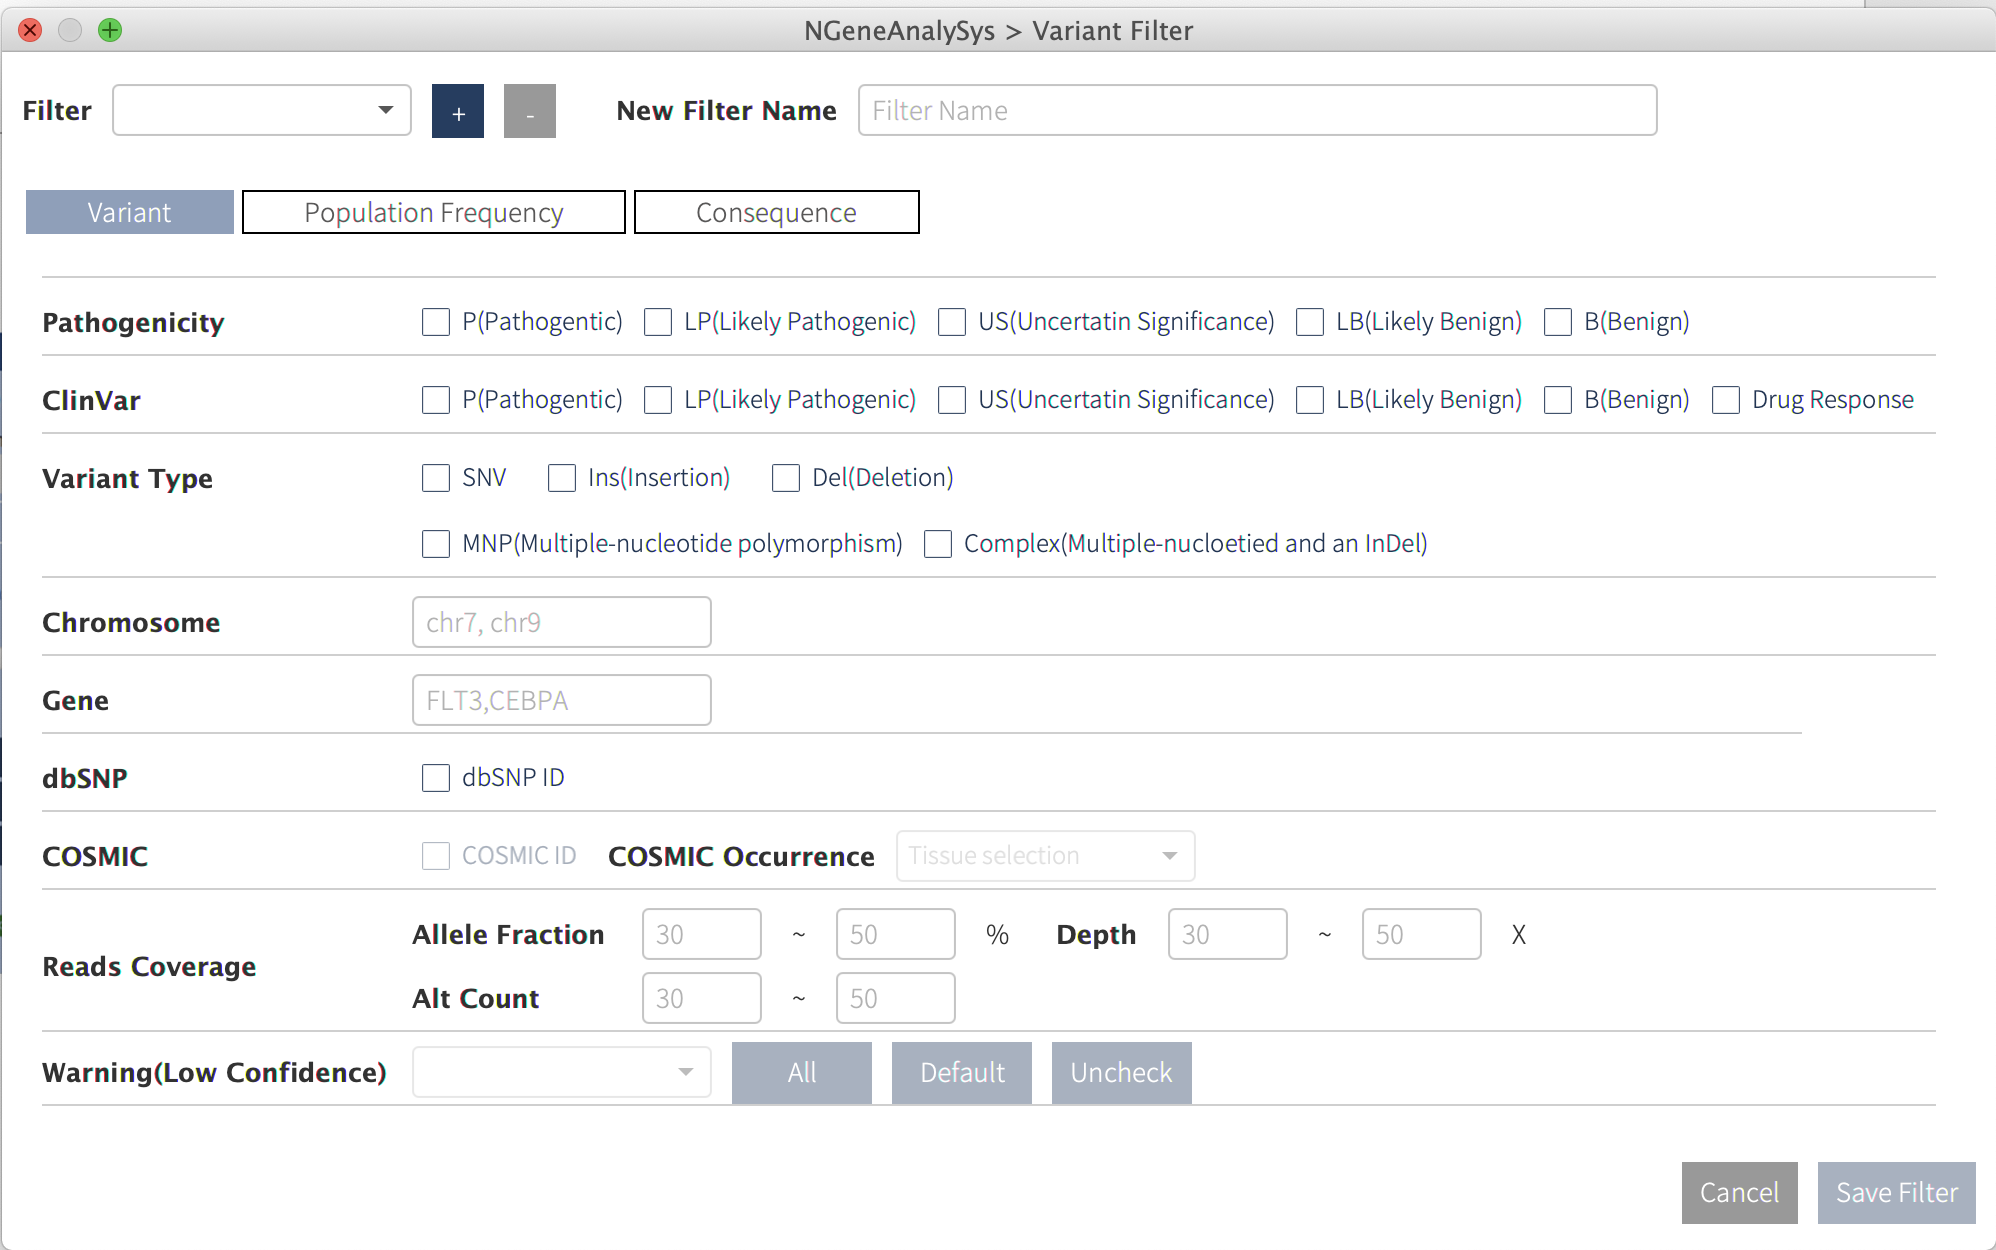 NGeneAnalySys > Variant Filter
Filter + - New Filter Name Filter Name
Variant Population Frequency Consequence
Pathogenicity P(Pathogentic) LP(Likely Pathogenic) US(Uncertatin Significance) LB(Likely Benign) B(Benign)
ClinVar P(Pathogentic) LP(Likely Pathogenic) US(Uncertatin Significance) LB(Likely Benign) B(Benign) Drug Response
Variant Type SNV Ins(Insertion) Del(Deletion)
MNP(Multiple-nucleotide polymorphism) Complex(Multiple-nucloetied and an InDel)
Chromosome chr7, chr9
Gene FLT3,CEBPA
dbSNP dbSNP ID
COSMIC COSMIC ID COSMIC Occurrence Tissue selection
Reads Coverage
Allele Fraction 30 ~ 50 % Depth 30 ~ 50 X
Alt Count 30 ~ 50
Warning(Low Confidence) All Default Uncheck
Cancel Save Filter